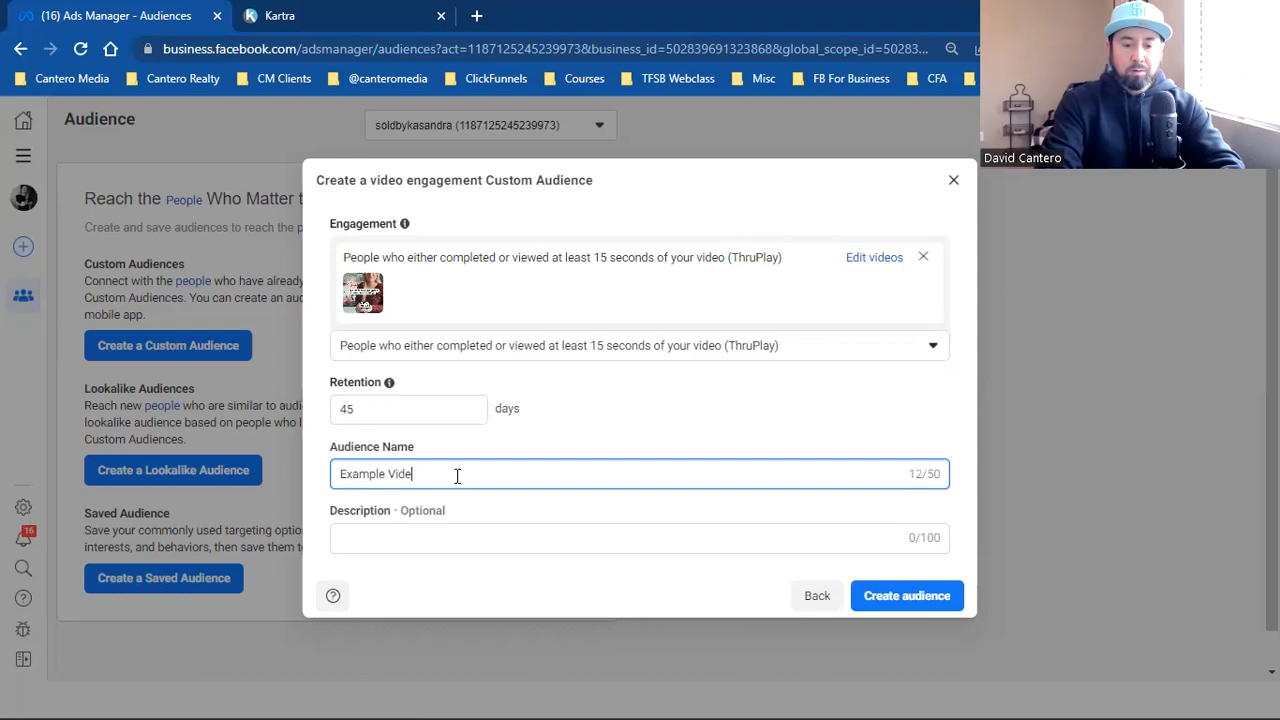 (16) Ads Manager - Audiences
Kartra
business.facebook.com/adsmanager/audiences?act=1187125245239973&business_id=502839691323868&global_scope_id=50283...
Cantero Media
Cantero Realty
CM Clients
@canteromedia
ClickFunnels
Courses
TFSB Webclass
Misc
FB For Business
CFA
David Cantero
Audience
soldbykasandra (1187125245239973)
Reach the People Who Matter t
Create and save audiences to reach the p
Custom Audiences
Connect with the people who have alread
Custom Audiences. You can create an aud
mobile app.
Create a Custom Audience
Lookalike Audiences
Reach new people who are similar to audi
lookalike audience based on people who l
Custom Audiences.
Create a Lookalike Audience
Saved Audience
Save your commonly used targeting optio
interests, and behaviors, then save them t
Create a Saved Audience
16
Create a video engagement Custom Audience
Engagement
People who either completed or viewed at least 15 seconds of your video (ThruPlay)
Edit videos
People who either completed or viewed at least 15 seconds of your video (ThruPlay)
Retention
45
days
Audience Name
Example Vide
12/50
Description · Optional
0/100
Back
Create audience